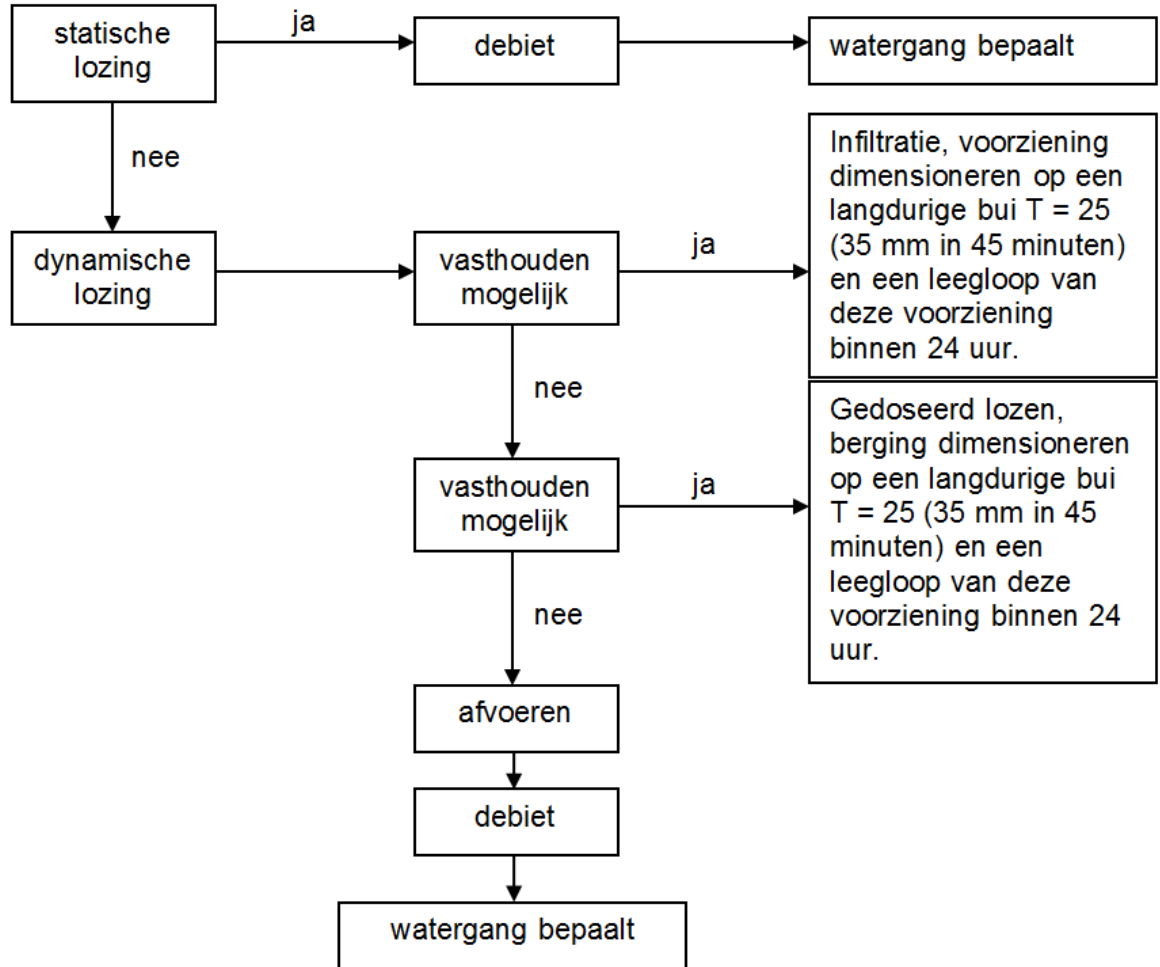 statische
lozing
ja
debiet
watergang bepaalt
nee
dynamische
lozing
vasthouden
mogelijk
ja
Infiltratie, voorziening
dimensioneren op een
langdurige bui T = 25
(35 mm in 45 minuten)
en een leegloop van
deze voorziening
binnen 24 uur.
nee
vasthouden
mogelijk
ja
Gedoseerd lozen,
berging dimensioneren
op een langdurige bui
T = 25 (35 mm in 45
minuten) en een
leegloop van deze
voorziening binnen 24
uur.
nee
afvoeren
debiet
watergang bepaalt